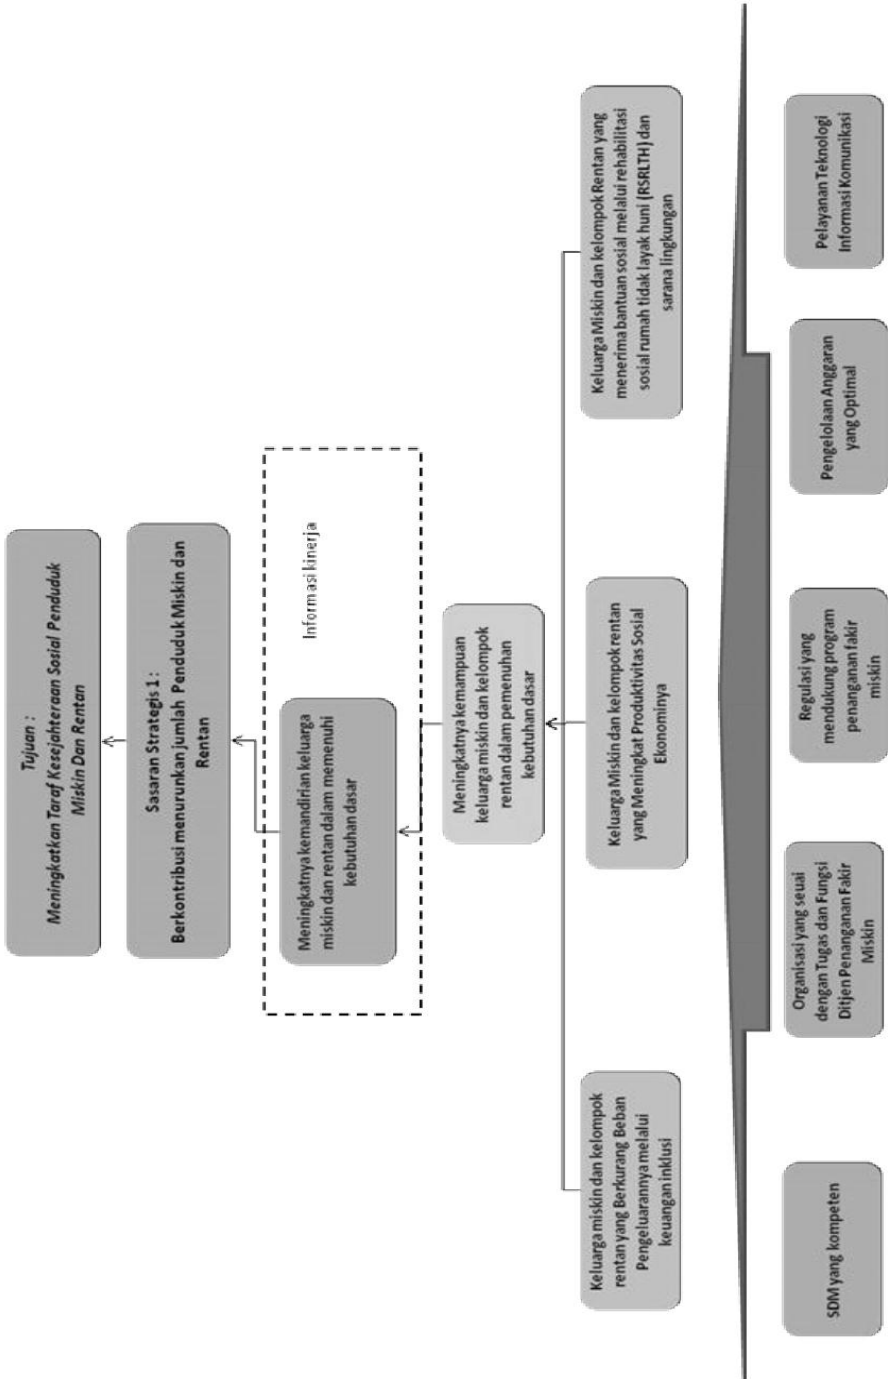 Tujuan :
Meningkatkan Taraf Kesejahteraan Sosial Penduduk
Miskin Dan Rentan
Sasaran Strategis 1 :
Berkontribusi menurunkan jumlah Penduduk Miskin dan
Rentan
Meningkatnya kemandirian keluarga
miskin dan rentan dalam memenuhi
kebutuhan dasar
Informasi kinerja
Meningkatnya kemampuan
keluarga miskin dan kelompok
rentan dalam pemenuhan
kebutuhan dasar
Keluarga miskin dan kelompok
rentan yang Berkurang Beban
Pengeluarannya melalui
keuangan inklusi
Keluarga Miskin dan kelompok rentan
yang Meningkat Produktivitas Sosial
Ekonominya
Keluarga Miskin dan kelompok Rentan yang
menerima bantuan sosial melalui rehabilitasi
sosial rumah tidak layak huni (RSRLTH) dan
sarana lingkungan
SDM yang kompeten
Organisasi yang seuai
dengan Tugas dan Fungsi
Ditjen Penanganan Fakir
Miskin
Regulasi yang
mendukung program
penanganan fakir
miskin
Pengelolaan Anggaran
yang Optimal
Pelayanan Teknologi
Informasi Komunikasi